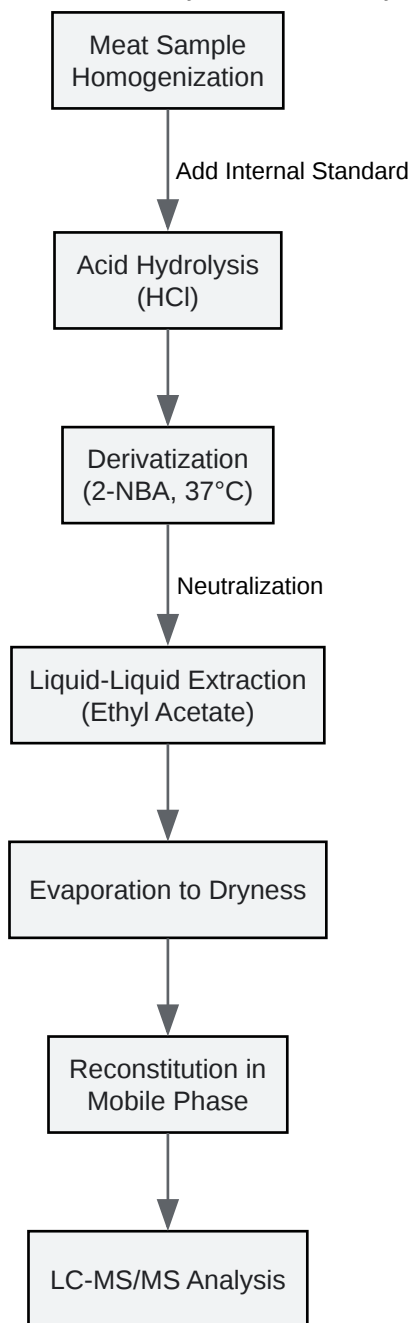 Meat Sample
Homogenization
Add Internal Standard
Acid Hydrolysis
(HCl)
Derivatization
(2-NBA, 37°C)
Neutralization
Liquid-Liquid Extraction
(Ethyl Acetate)
Evaporation to Dryness
Reconstitution in
Mobile Phase
LC-MS/MS Analysis